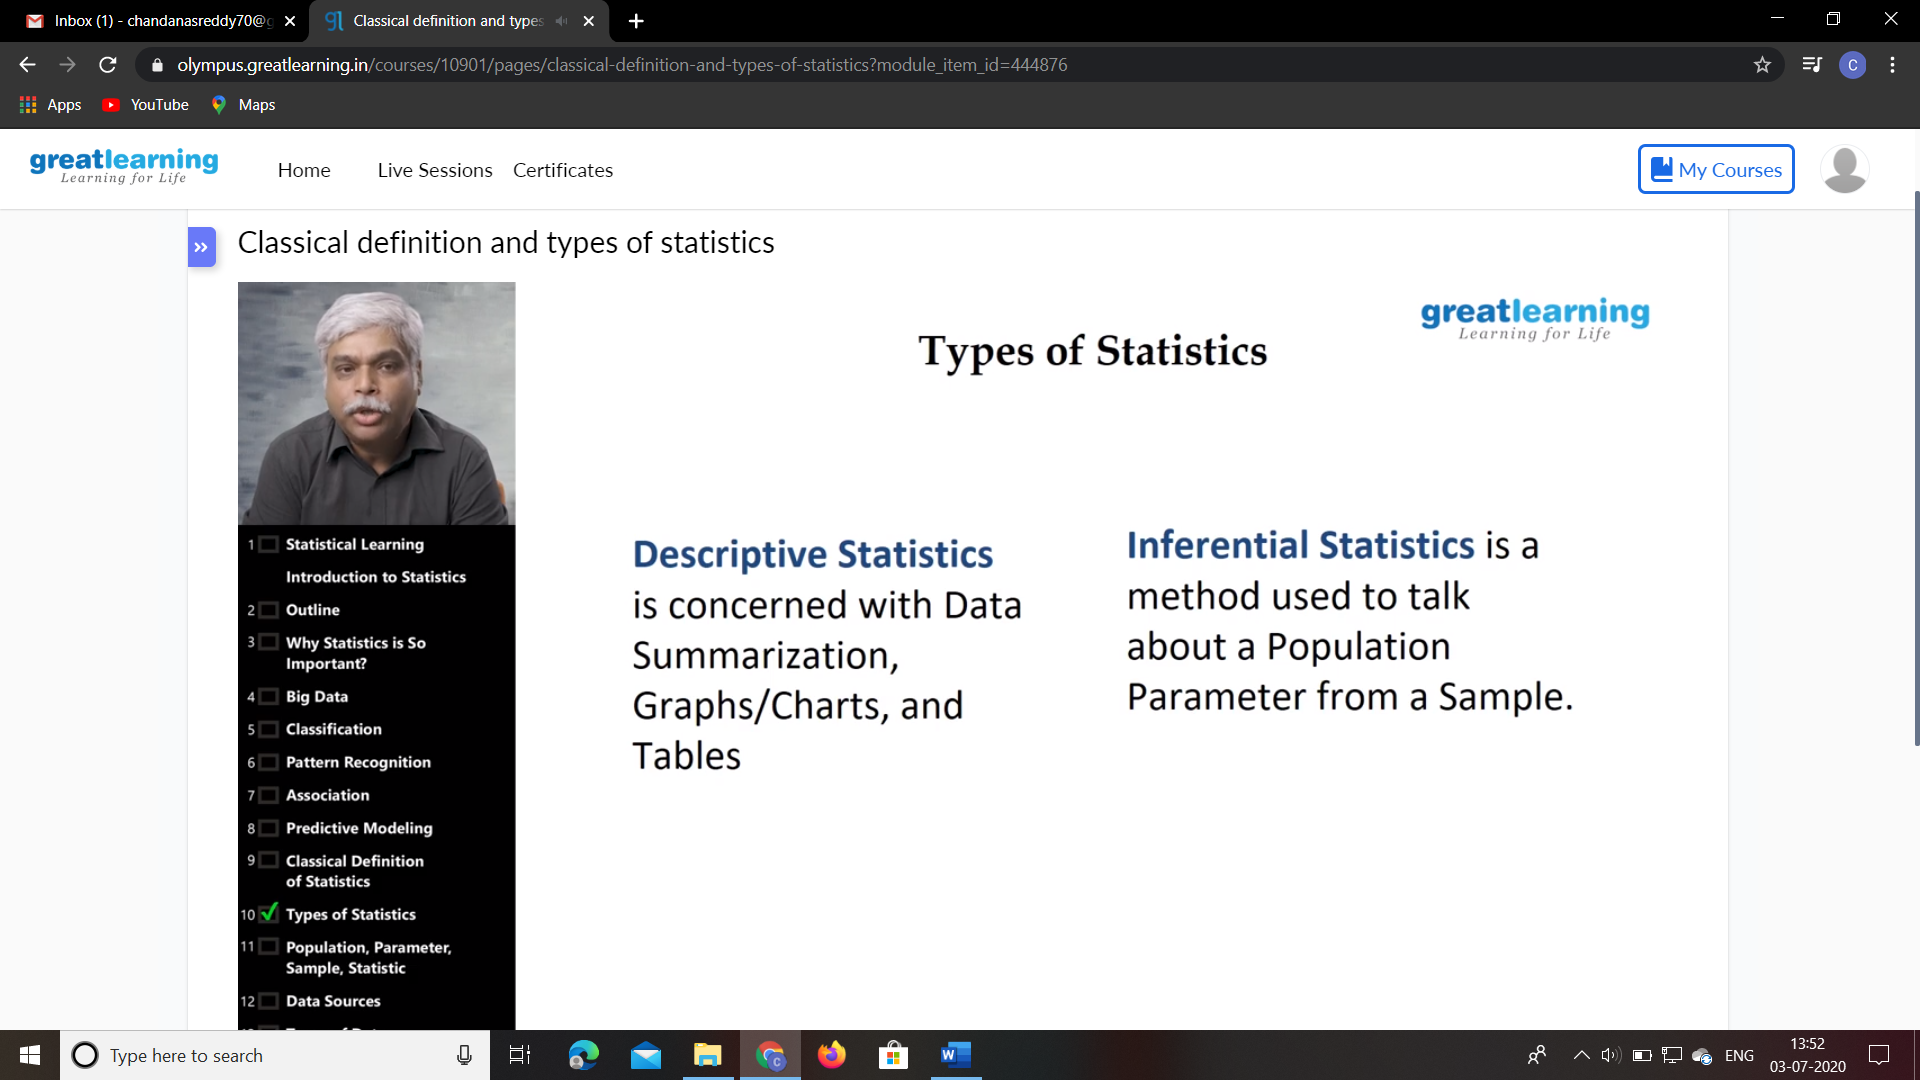 Inbox (1) - chandanasreddy70@g
Classical definition and types
olympus.greatlearning.in/courses/10901/pages/classical-definition-and-types-of-statistics?module_item_id=444876
C
Apps YouTube Maps
greatlearning
Learning for Life
Home Live Sessions Certificates
My Courses
Classical definition and types of statistics
greatlearning
Learning for Life
Types of Statistics
Descriptive Statistics
is concerned with Data
Summarization,
Graphs/Charts, and
Tables
Inferential Statistics is a
method used to talk
about a Population
Parameter from a Sample.
1 Statistical Learning
Introduction to Statistics
2 Outline
3 Why Statistics is So
Important?
4 Big Data
5 Classification
6 Pattern Recognition
7 Association
8 Predictive Modeling
9 Classical Definition
of Statistics
10 Types of Statistics
11 Population, Parameter,
Sample, Statistic
12 Data Sources
Type here to search
ENG
13:52
03-07-2020